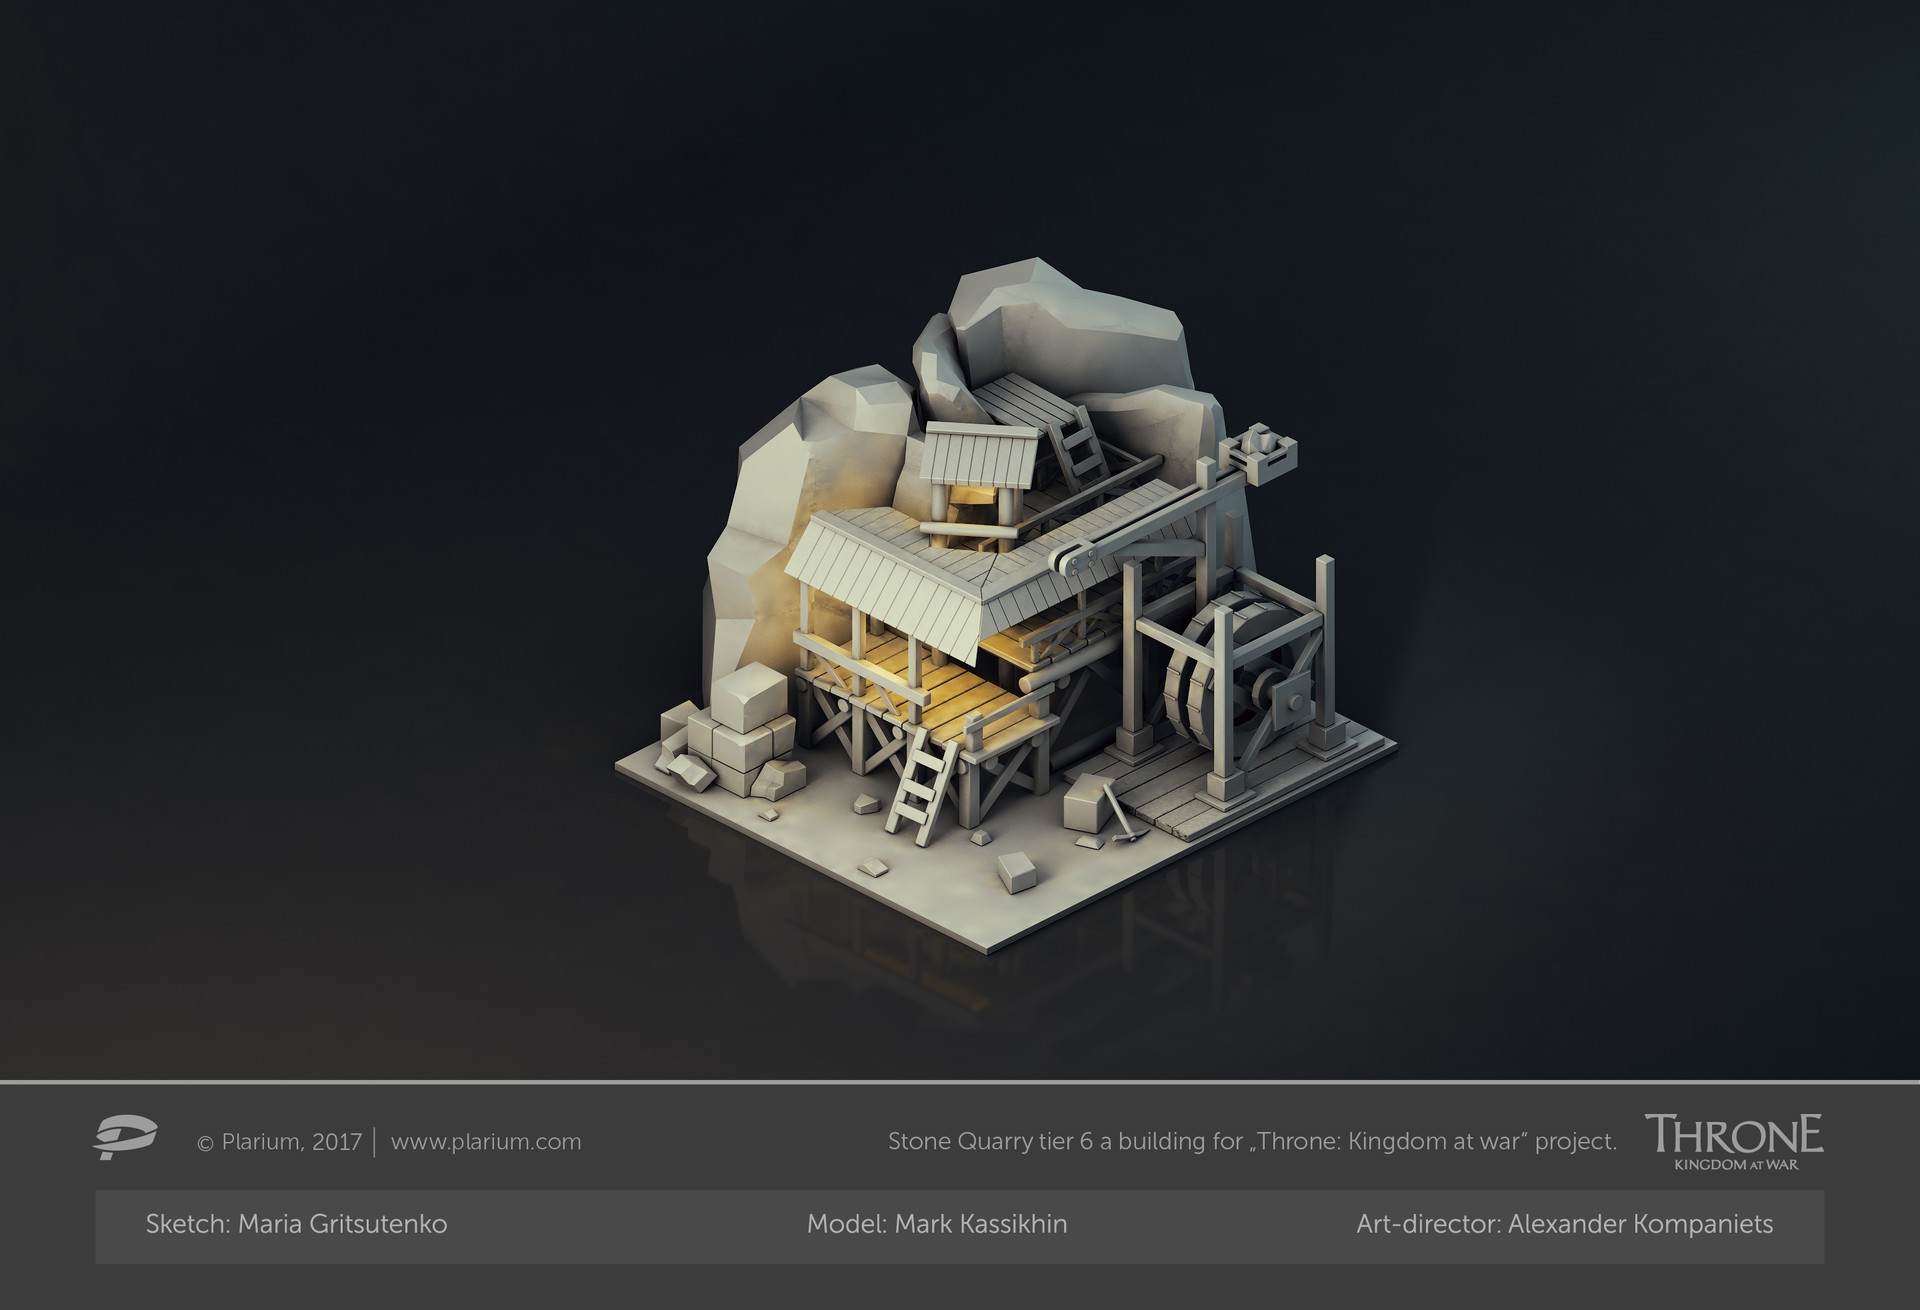 © Plarium, 2017 | www.plarium.com
Stone Quarry tier 6 a building for „Throne: Kingdom at war“ project.
THRONE
KINGDOM AT WAR
Sketch: Maria Gritsutenko
Model: Mark Kassikhin
Art-director: Alexander Kompaniets